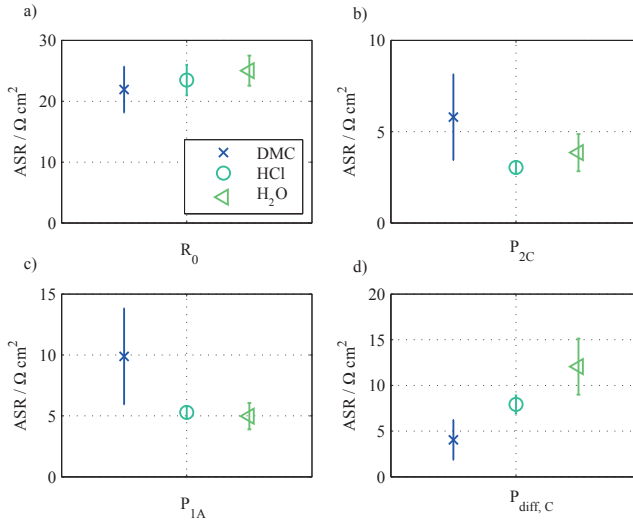 a)
30
20
10
0
ASR / Ω cm²
DMC
HCl
H₂O
R₀
b)
10
5
0
ASR / Ω cm²
P₂C
c)
15
10
5
0
ASR / Ω cm²
P₁A
d)
20
15
10
5
0
ASR / Ω cm²
P_diff, C